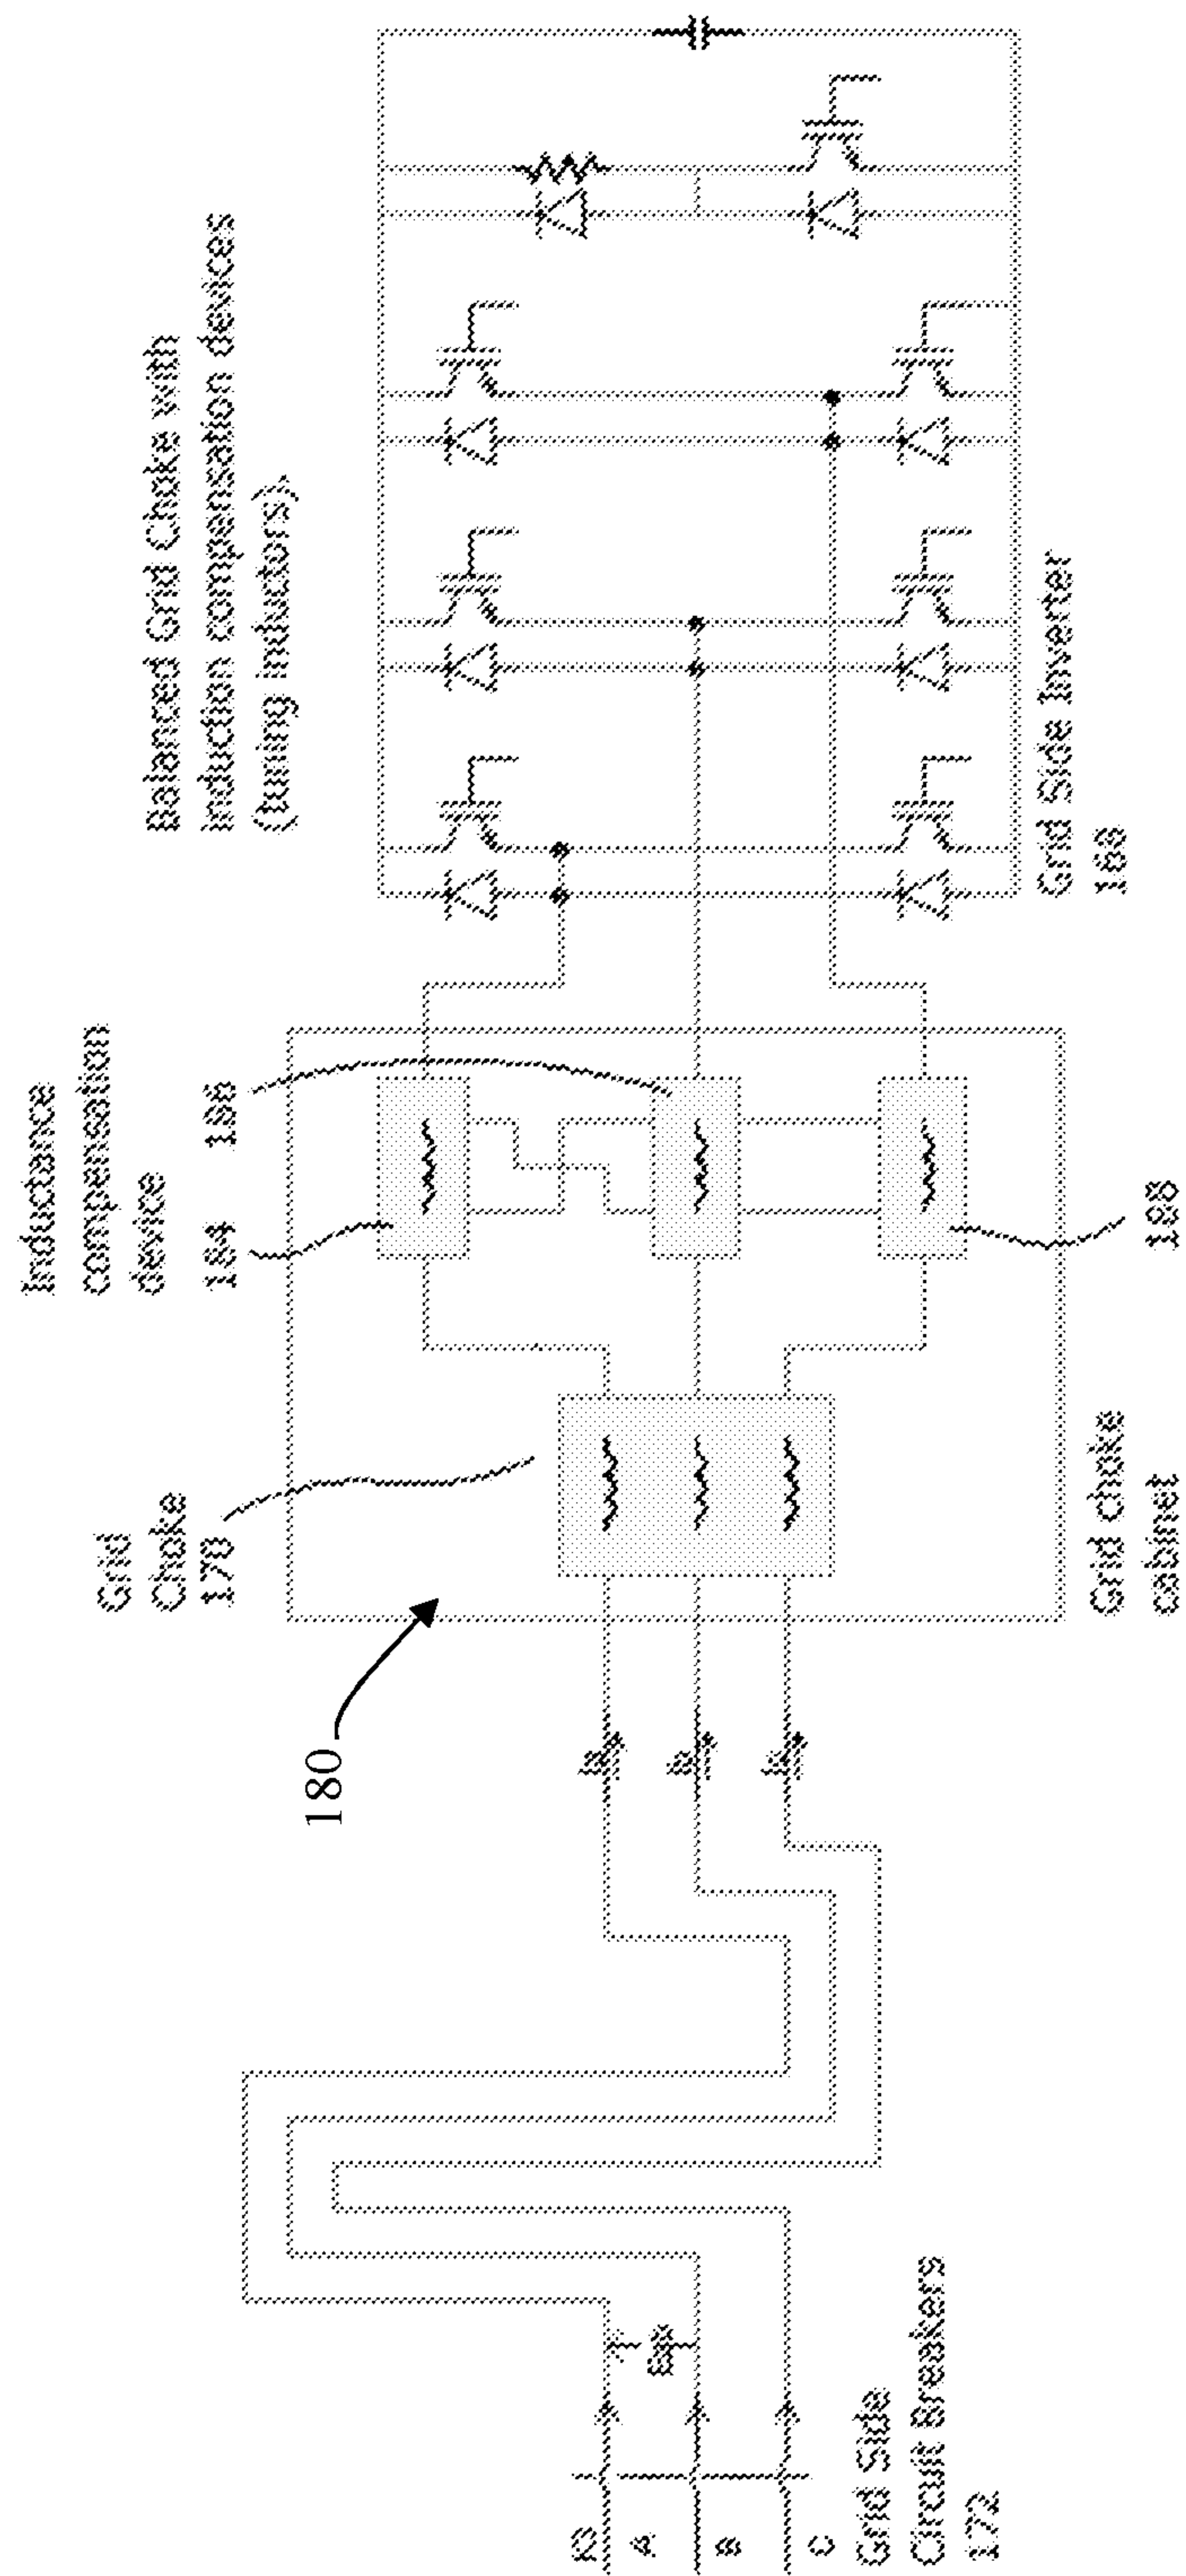 Balanced Grid Choke with
induction compensation devices
(tuning inductors).
Inductance
compensation
device
184
186
Grid
Choke
170
180
188
Grid choke
cabinet
Grid Side Inverter
168
A
B
C
Grid Side
Circuit Breakers
172